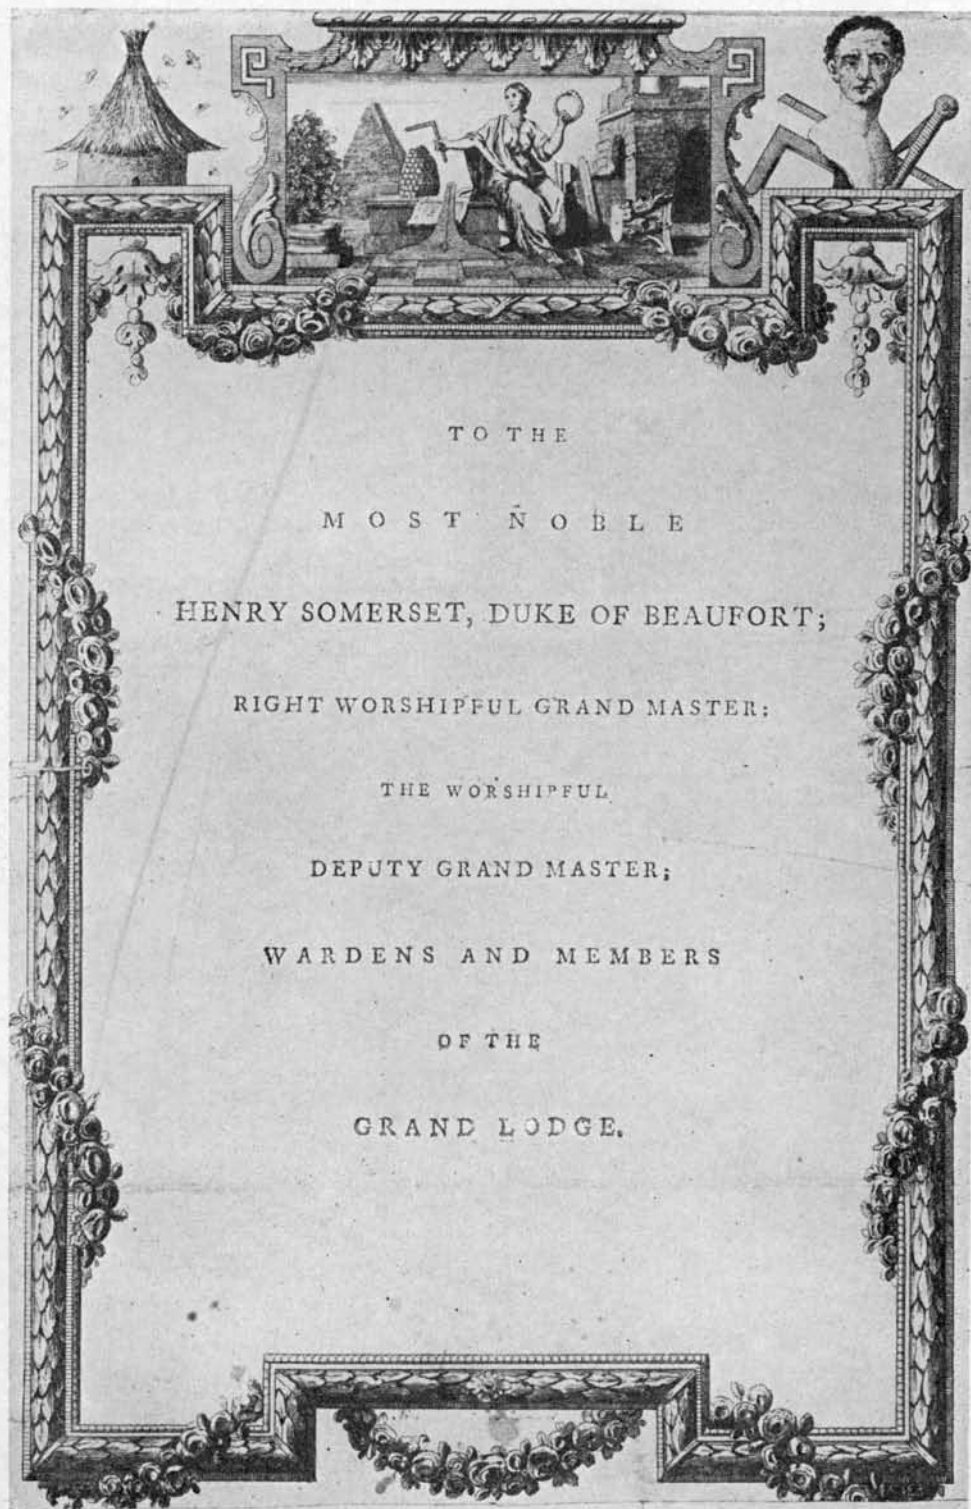 TO THE
MOST NOBLE
HENRY SOMERSET, DUKE OF BEAUFORT;
RIGHT WORSHIPFUL GRAND MASTER:
THE WORSHIPFUL
DEPUTY GRAND MASTER;
WARDENS AND MEMBERS
OF THE
GRAND LODGE.